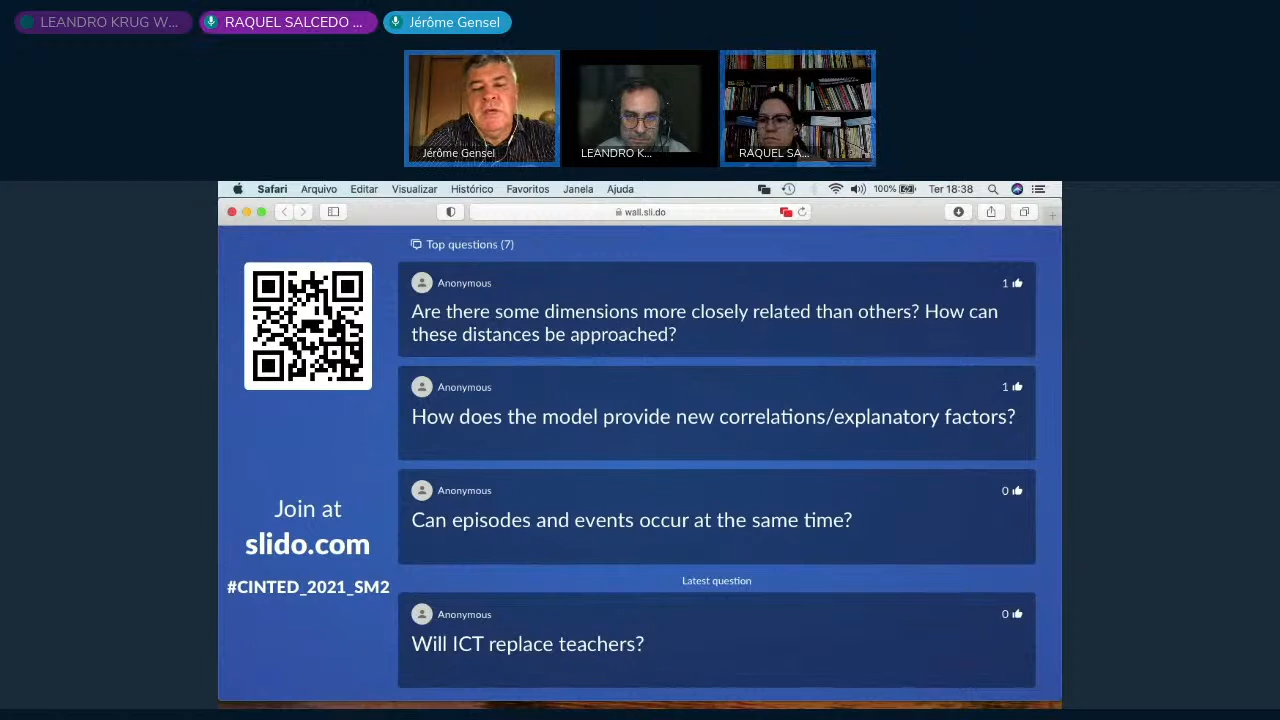 LEANDRO KRUG W...
RAQUEL SALCEDO ...
Jérôme Gensel
Jérôme Gensel
LEANDRO K...
RAQUEL SA...
Safari Arquivo Editar Visualizar Histórico Favoritos Janela Ajuda 100% Ter 18:38
wall.sli.do
Top questions (7)
Anonymous 1
Are there some dimensions more closely related than others? How can
these distances be approached?
Anonymous 1
How does the model provide new correlations/explanatory factors?
Anonymous 0
Can episodes and events occur at the same time?
Latest question
Anonymous 0
Will ICT replace teachers?
Join at
slido.com
#CINTED_2021_SM2